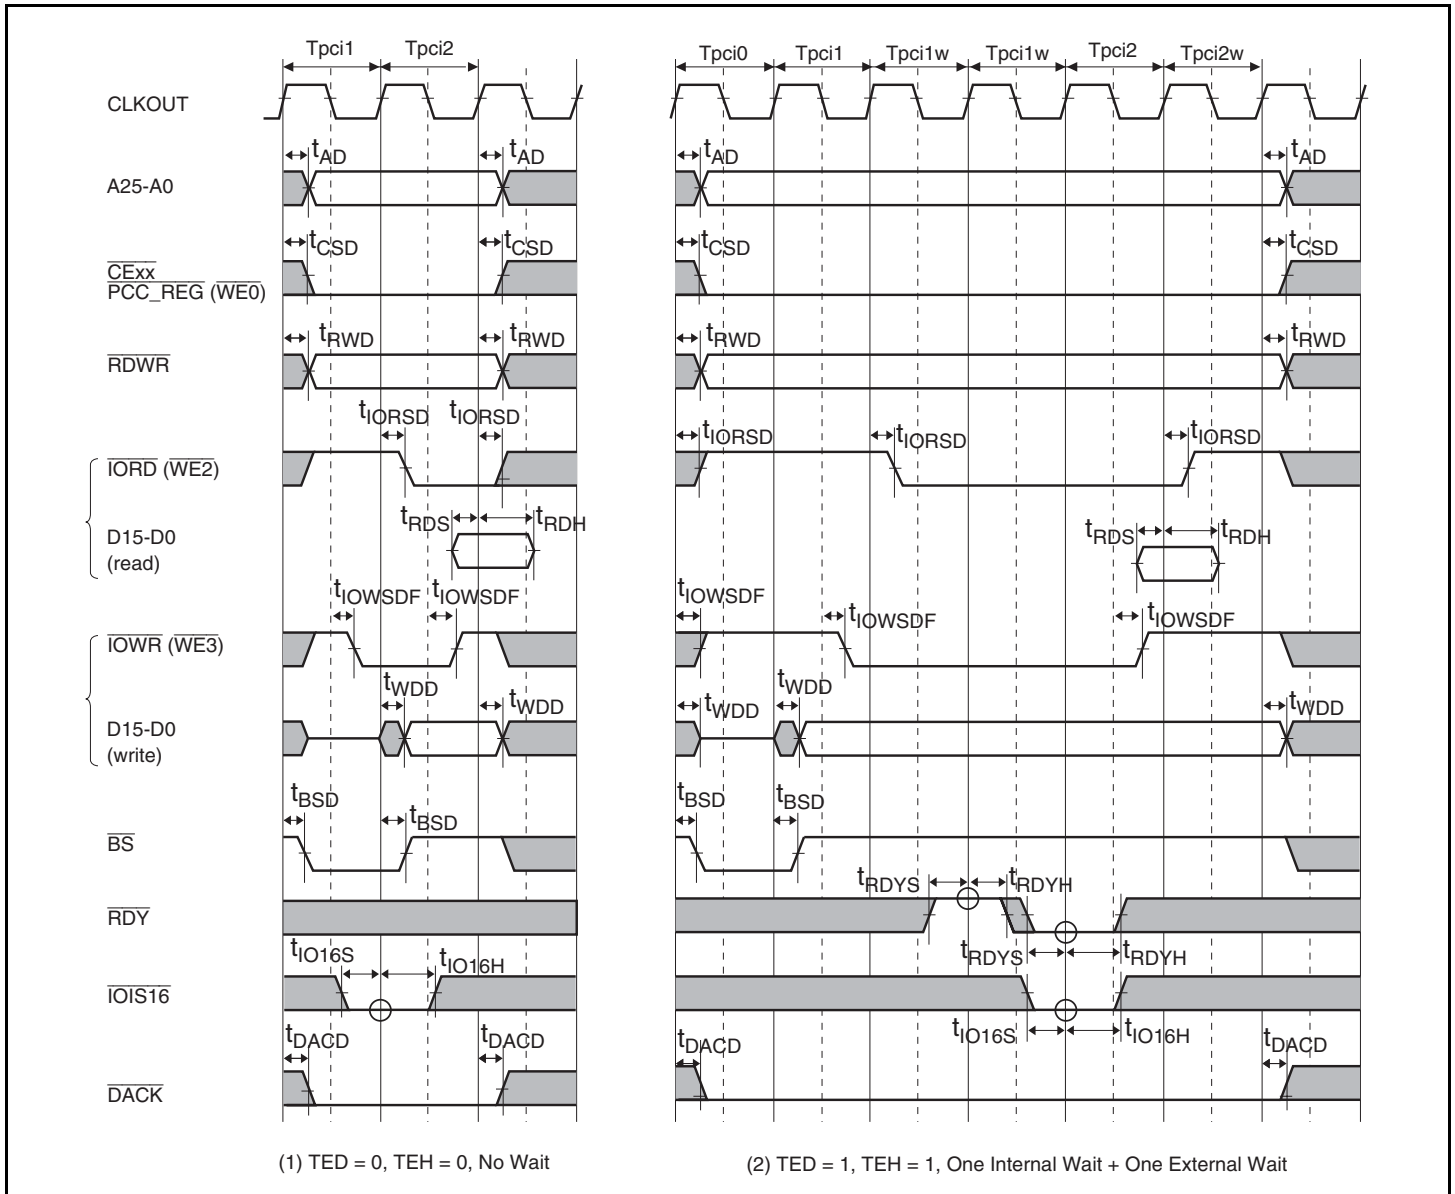 Tpci1 Tpci2 Tpci0 Tpci1 Tpci1w Tpci1w Tpci2 Tpci2w
CLKOUT
tAD tAD tAD tAD
A25-A0
tCSD tCSD tCSD tCSD
CExx
PCC_REG (WE0)
tRWD tRWD tRWD tRWD
RDWR
tIORSD tIORSD tIORSD tIORSD tIORSD
IORD (WE2)
tRDS tRDH tRDS tRDH
D15-D0
(read)
tIOWSDF tIOWSDF tIOWSDF tIOWSDF tIOWSDF
IOWR (WE3)
tWDD tWDD tWDD tWDD tWDD
D15-D0
(write)
tBSD tBSD tBSD tBSD
BS
tRDYS tRDYH
RDY
tRDYS tRDYH
tIO16S tIO16H
IOIS16
tIO16S tIO16H
tDACD tDACD tDACD tDACD
DACK
(1) TED = 0, TEH = 0, No Wait
(2) TED = 1, TEH = 1, One Internal Wait + One External Wait